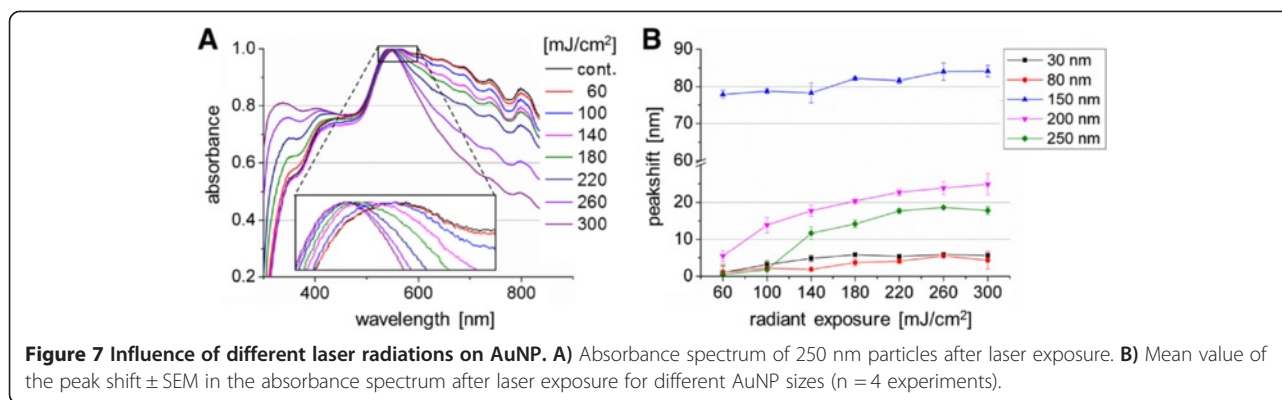 A
[mJ/cm²]
cont.
60
100
140
180
220
260
300
1.0
0.8
0.6
0.4
0.2
absorbance
400
600
800
wavelength [nm]
B
90
80
70
60
20
10
0
peakshift [nm]
60 100 140 180 220 260 300
radiant exposure [mJ/cm²]
30 nm
80 nm
150 nm
200 nm
250 nm
Figure 7 Influence of different laser radiations on AuNP. A) Absorbance spectrum of 250 nm particles after laser exposure. B) Mean value of
the peak shift ± SEM in the absorbance spectrum after laser exposure for different AuNP sizes (n = 4 experiments).